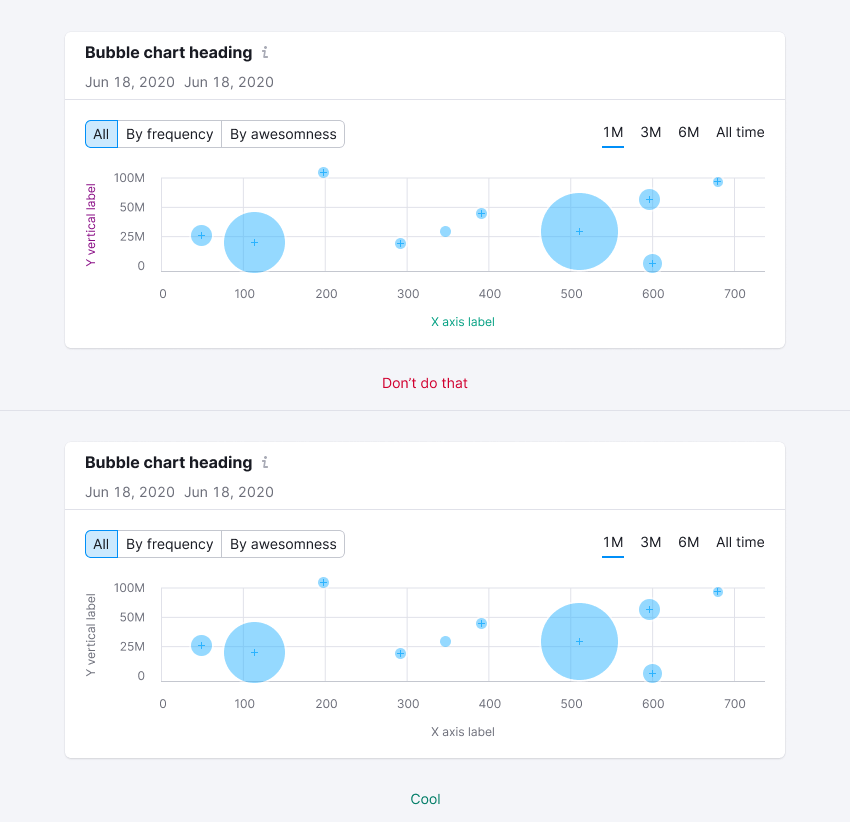 Bubble chart heading i
Jun 18, 2020 Jun 18, 2020
All By frequency By awesomness
1M 3M 6M All time
Y vertical label
100M
50M
25M
0
0 100 200 300 400 500 600 700
X axis label
Don’t do that
Bubble chart heading i
Jun 18, 2020 Jun 18, 2020
All By frequency By awesomness
1M 3M 6M All time
Y vertical label
100M
50M
25M
0
0 100 200 300 400 500 600 700
X axis label
Cool